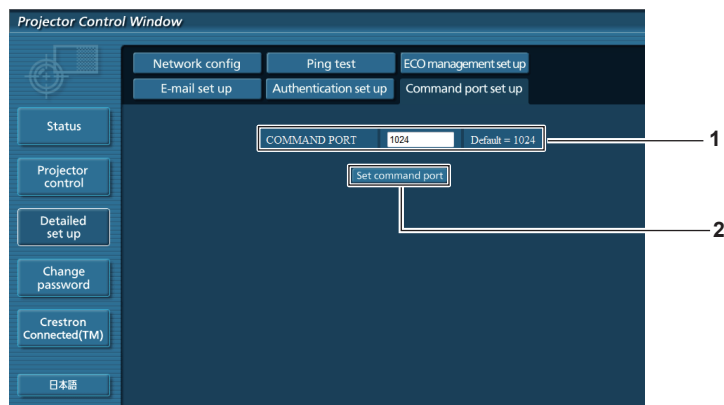 Projector Control Window
Network config
Ping test
ECO management set up
E-mail set up
Authentication set up
Command port set up
Status
COMMAND PORT 1024 Default = 1024
1
Projector
control
Set command port
Detailed
set up
2
Change
password
Crestron
Connected(TM)
日本語